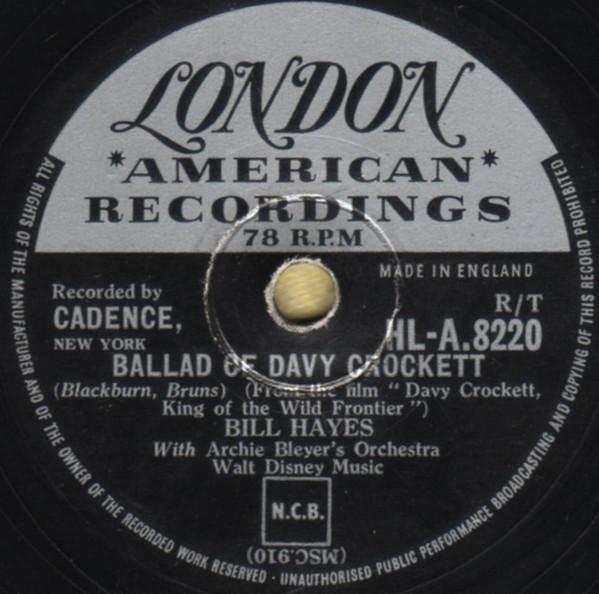 LONDON
*AMERICAN*
RECORDINGS
78 R.P.M
MADE IN ENGLAND
Recorded by
CADENCE,
NEW YORK
R/T
HL-A.8220
BALLAD OF DAVY CROCKETT
(Blackburn, Bruns) (From the film " Davy Crockett,
King of the Wild Frontier ")
BILL HAYES
With Archie Bleyer's Orchestra
Walt Disney Music
N.C.B.
(MSC.910)
ALL RIGHTS OF THE MANUFACTURER AND OF THE OWNER OF THE RECORDED WORK RESERVED · UNAUTHORISED PUBLIC PERFORMANCE BROADCASTING AND COPYING OF THIS RECORD PROHIBITED